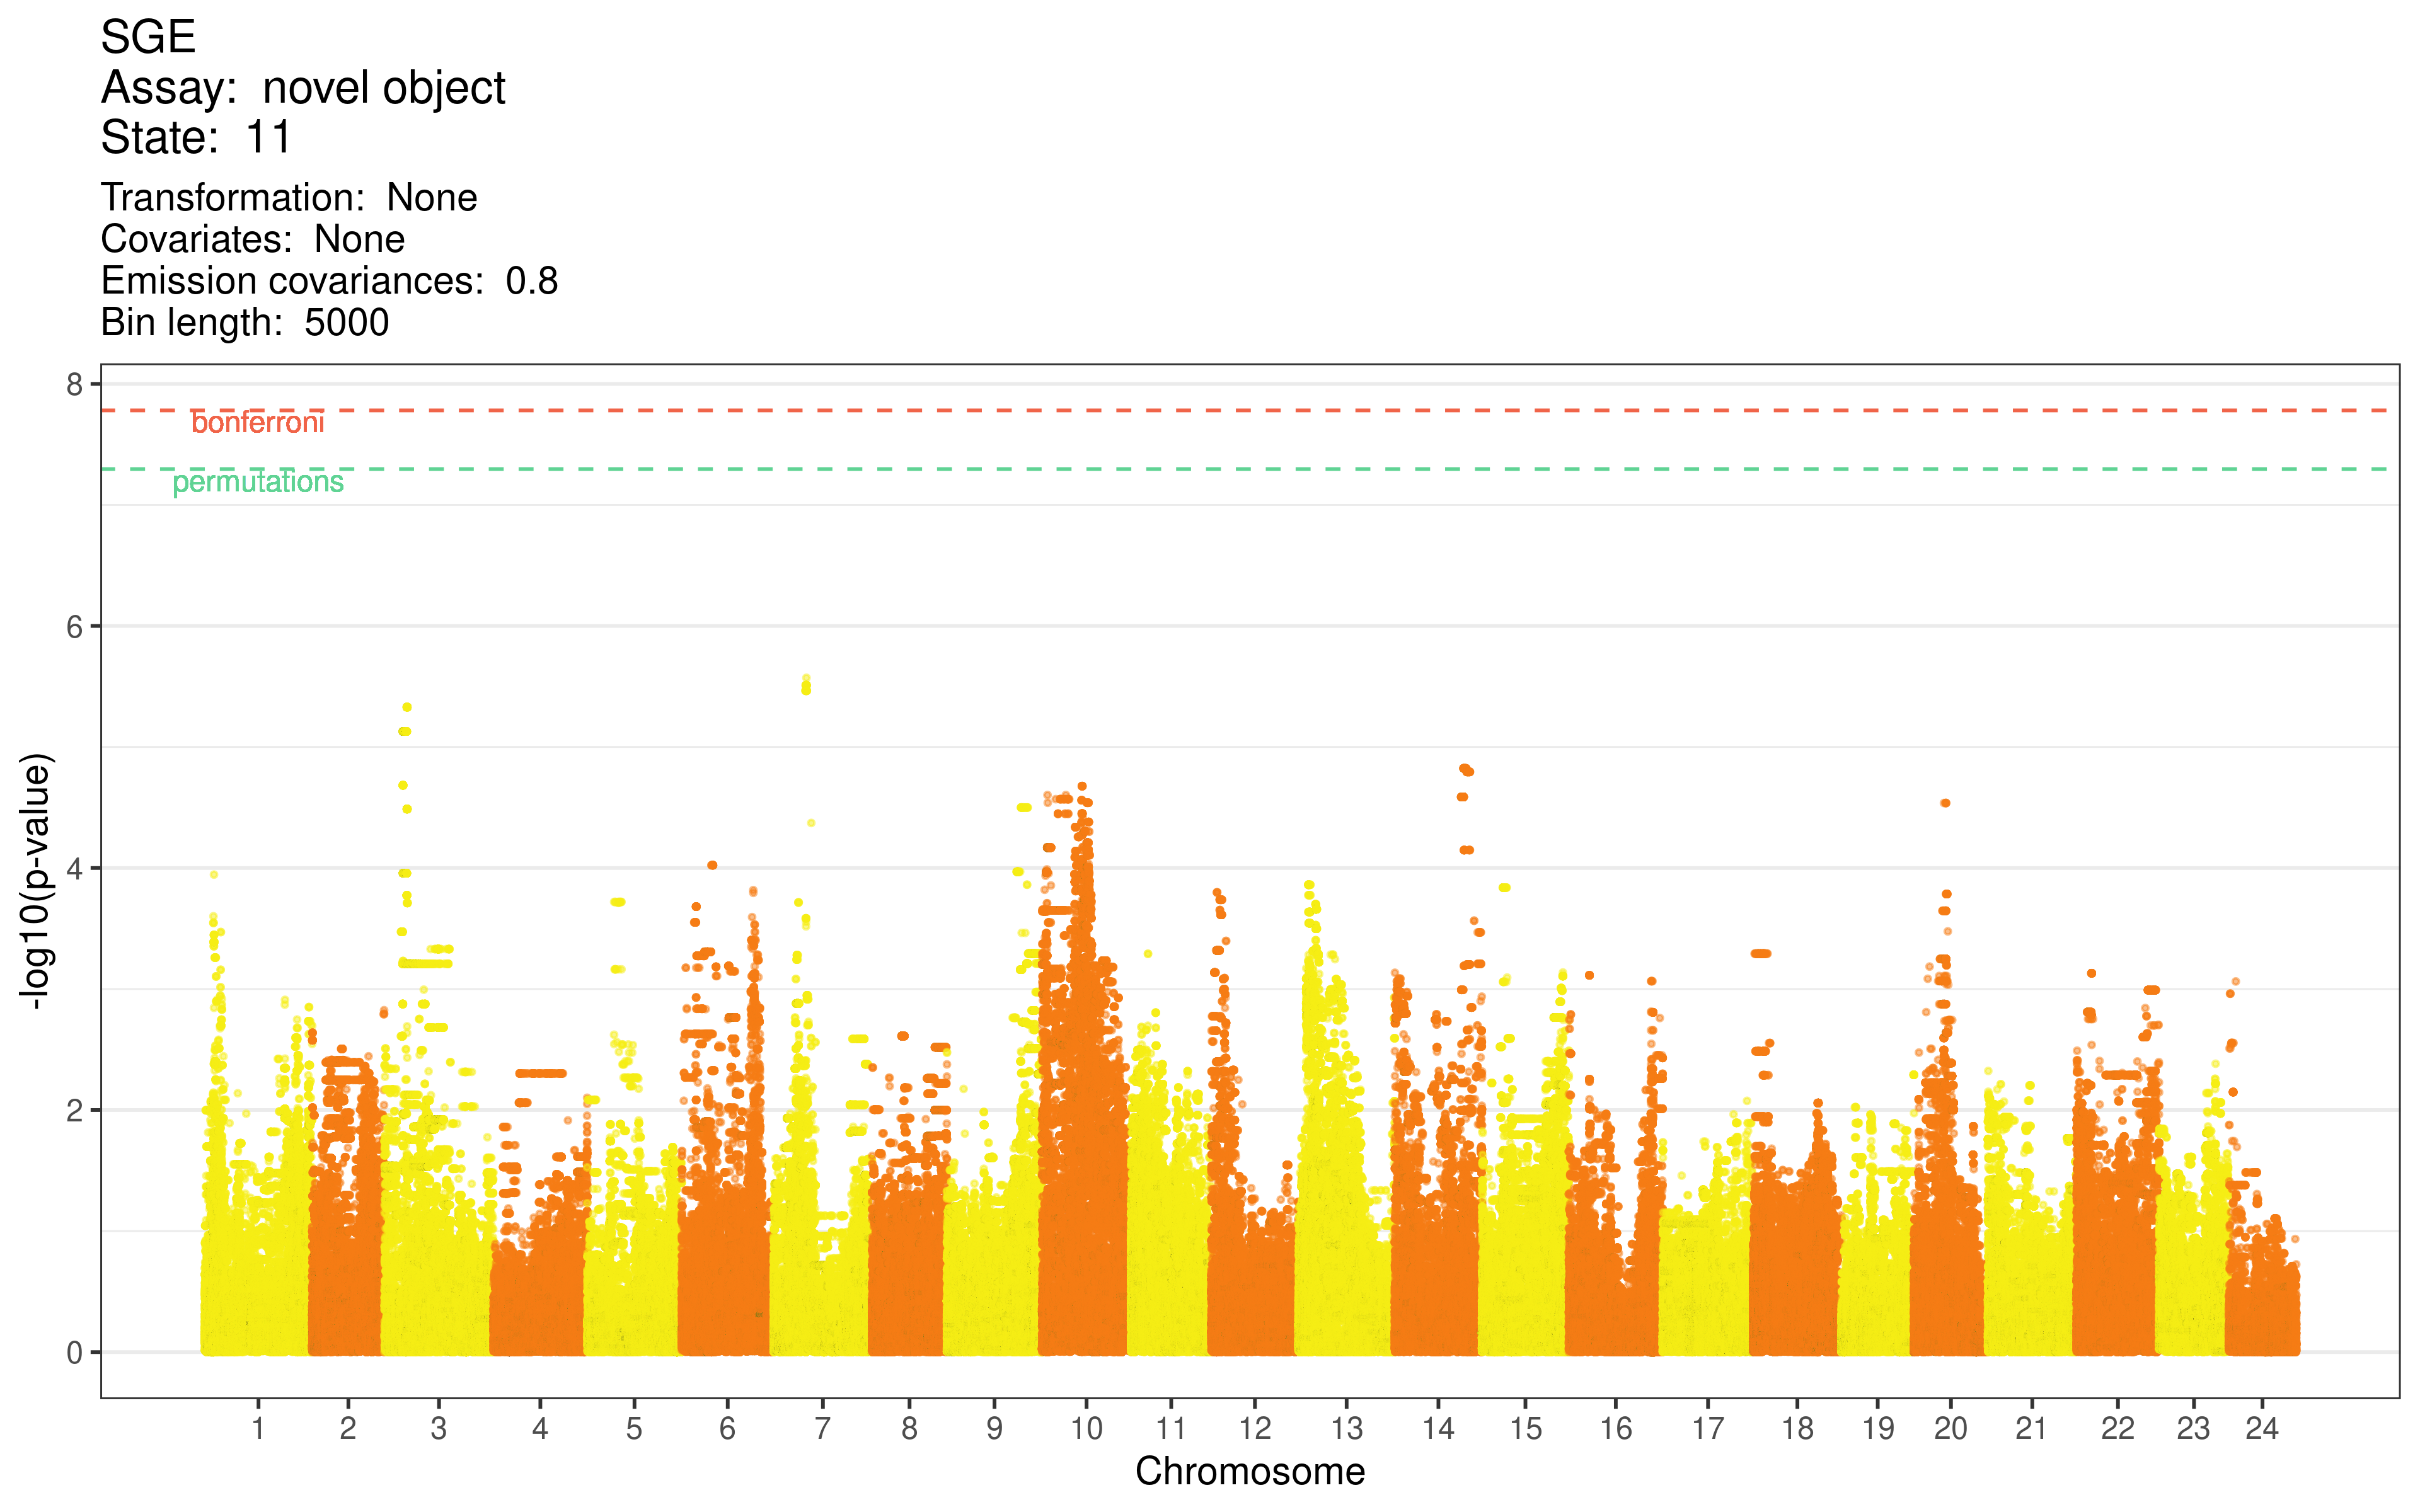 SGE
Assay:  novel object
State:  11
Transformation:  None
Covariates:  None
Emission covariances:  0.8
Bin length:  5000
8
bonferroni
permutations
6
-log10(p-value)
4
2
0
1 2 3 4 5 6 7 8 9 10 11 12 13 14 15 16 17 18 19 20 21 22 23 24
Chromosome